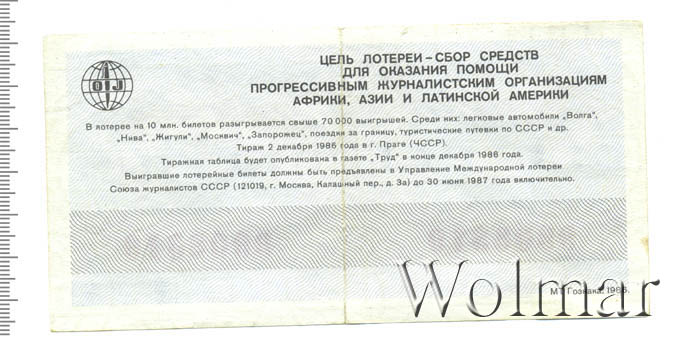 OIJ
ЦЕЛЬ ЛОТЕРЕИ – СБОР СРЕДСТВ
ДЛЯ ОКАЗАНИЯ ПОМОЩИ
ПРОГРЕССИВНЫМ ЖУРНАЛИСТСКИМ ОРГАНИЗАЦИЯМ
АФРИКИ, АЗИИ И ЛАТИНСКОЙ АМЕРИКИ
В лотерее на 10 млн. билетов разыгрывается свыше 70 000 выигрышей. Среди них: легковые автомобили „Волга",
„Нива", „Жигули", „Москвич", „Запорожец", поездки за границу, туристические путевки по СССР и др.
Тираж 2 декабря 1986 года в г. Праге (ЧССР).
Тиражная таблица будет опубликована в газете „Труд" в конце декабря 1986 года.
Выигравшие лотерейные билеты должны быть предъявлены в Управление Международной лотереи
Союза журналистов СССР (121019, г. Москва, Калашный пер., д. 3а) до 30 июня 1987 года включительно.
Wolmar
МТ Гознака. 1986.